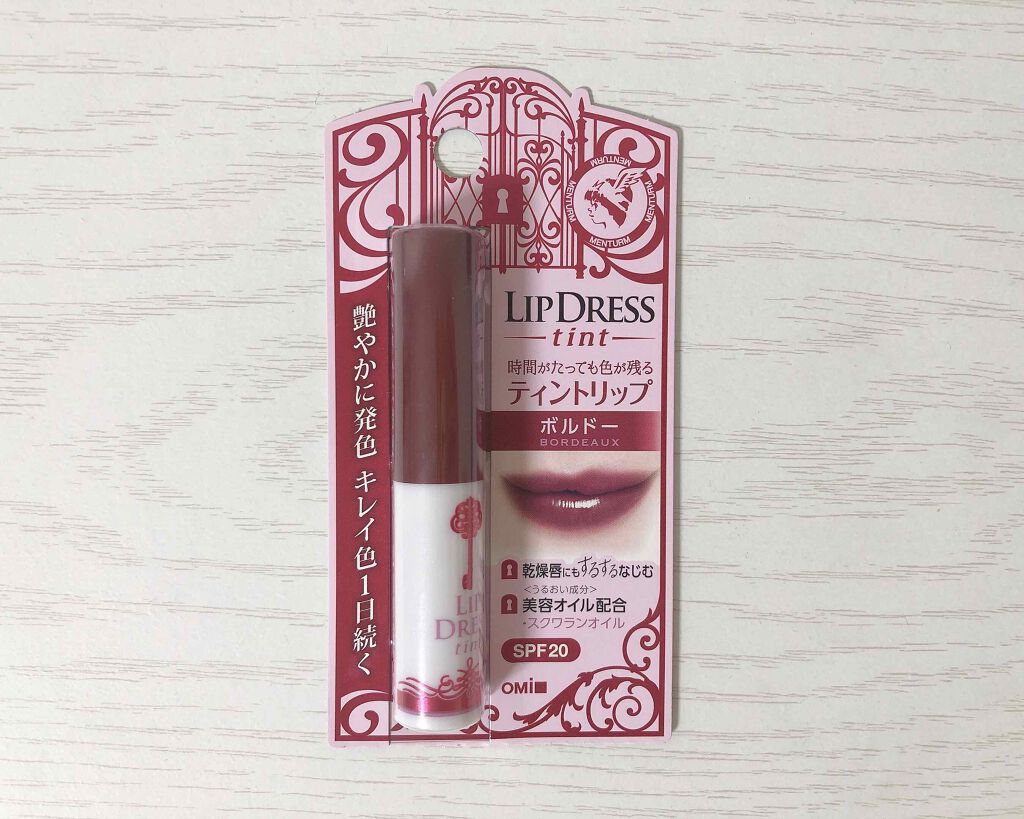 MENTURM
MENTURM
MENTURM
MENTURM
LIP DRESS
tint
時間がたっても色が残る
ティントリップ
ボルドー
BORDEAUX
艶やかに発色 キレイ色1日続く
乾燥唇にもするするなじむ
<うるおい成分>
美容オイル配合
・スクワランオイル
SPF20
OMi
LIP
DRES
tint